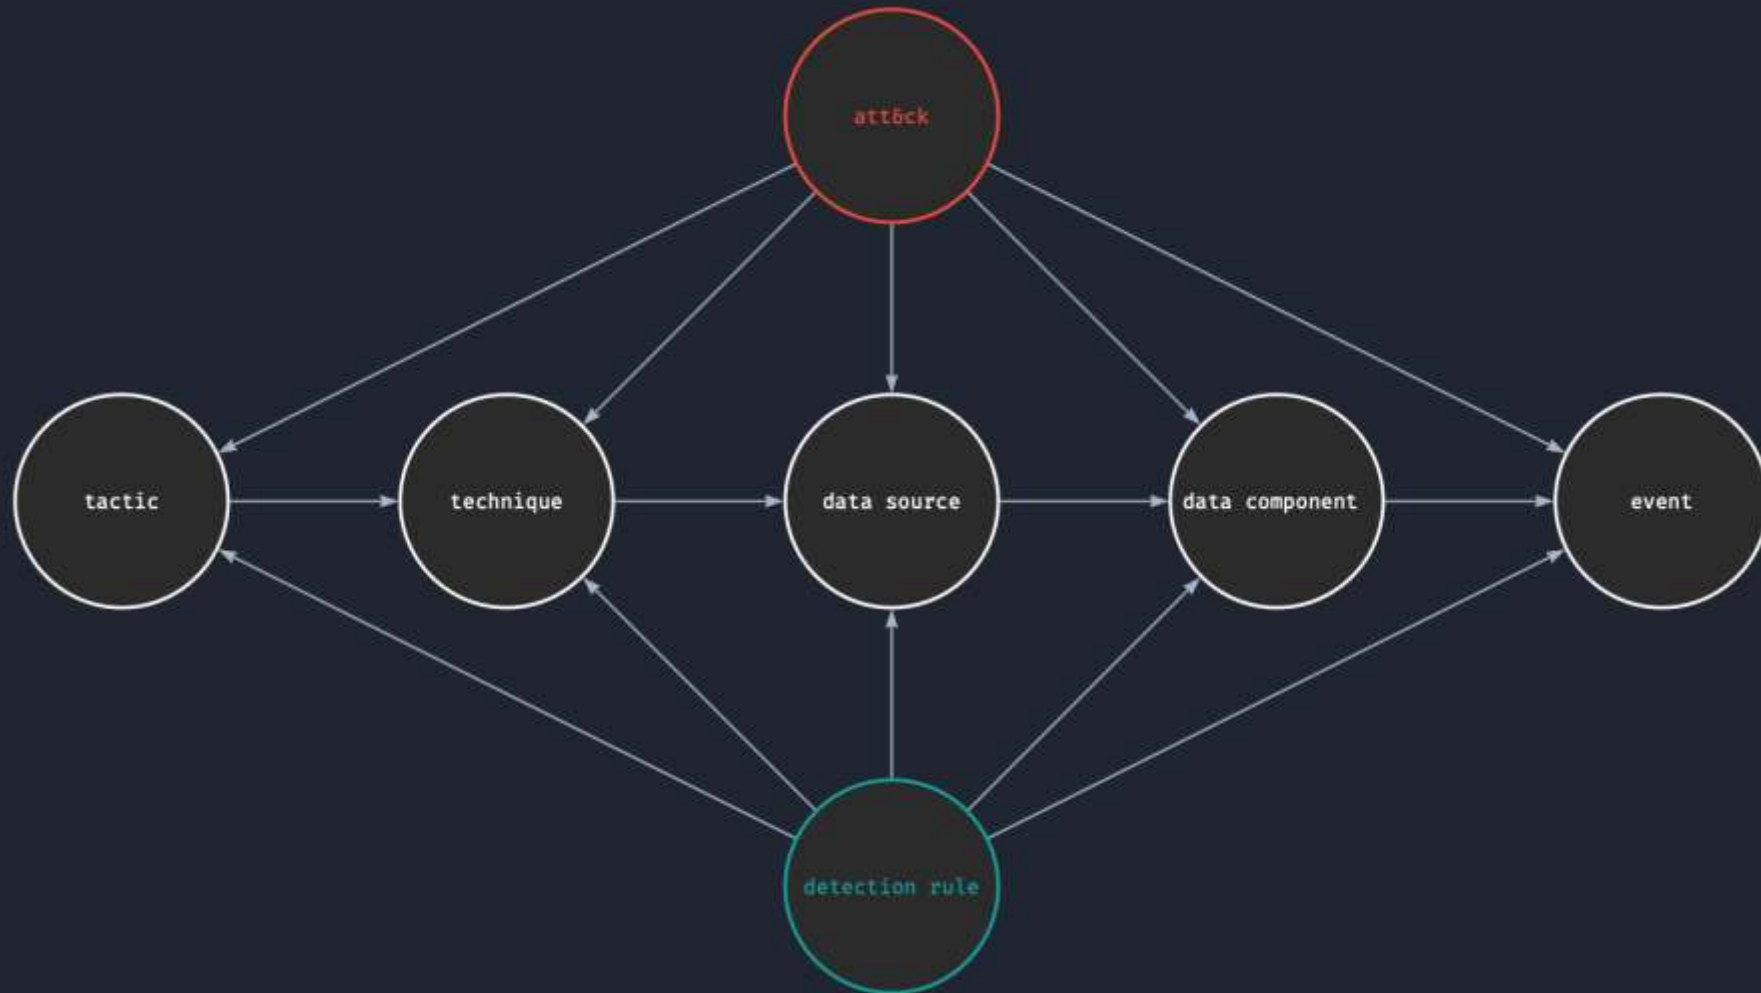 att&ck
tactic
technique
data source
data component
event
detection rule